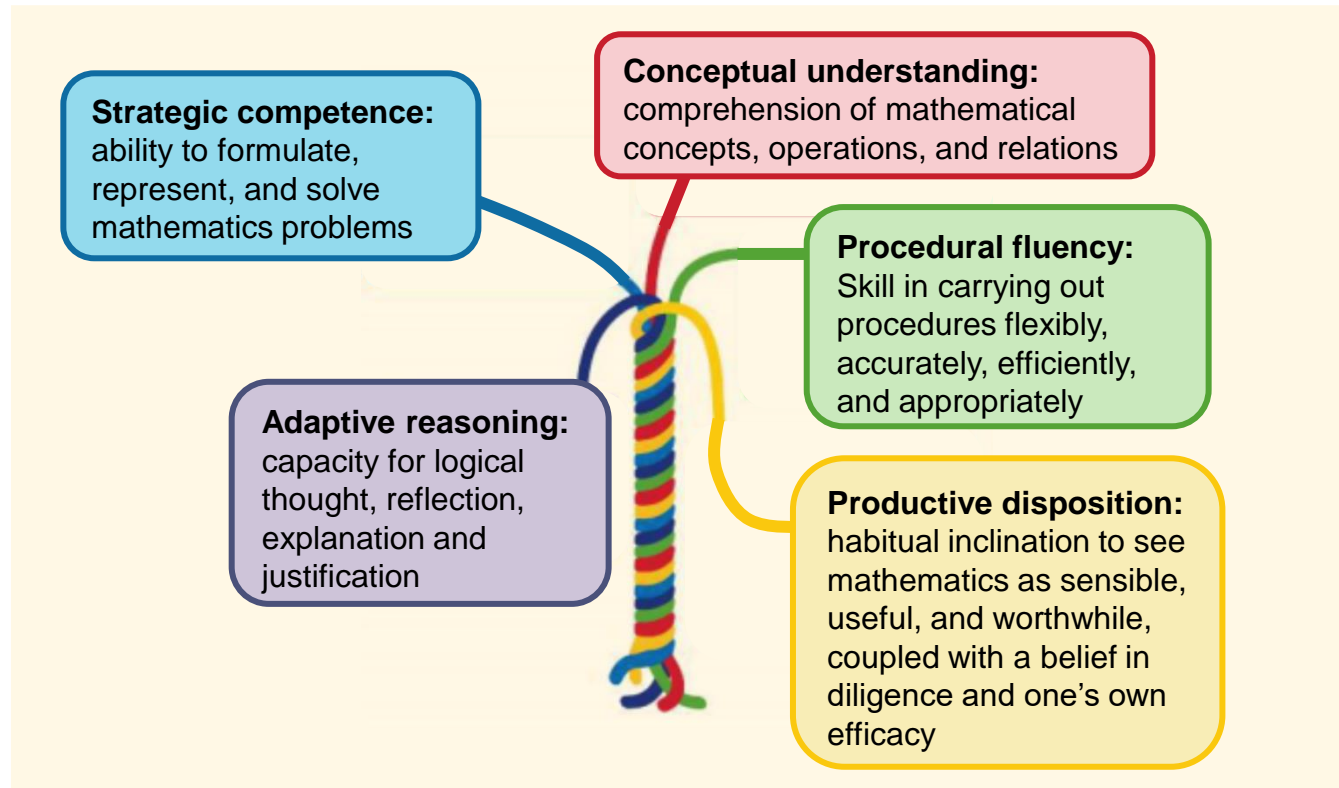 Strategic competence:
ability to formulate,
represent, and solve
mathematics problems
Conceptual understanding:
comprehension of mathematical
concepts, operations, and relations
Procedural fluency:
Skill in carrying out
procedures flexibly,
accurately, efficiently,
and appropriately
Adaptive reasoning:
capacity for logical
thought, reflection,
explanation and
justification
Productive disposition:
habitual inclination to see
mathematics as sensible,
useful, and worthwhile,
coupled with a belief in
diligence and one’s own
efficacy